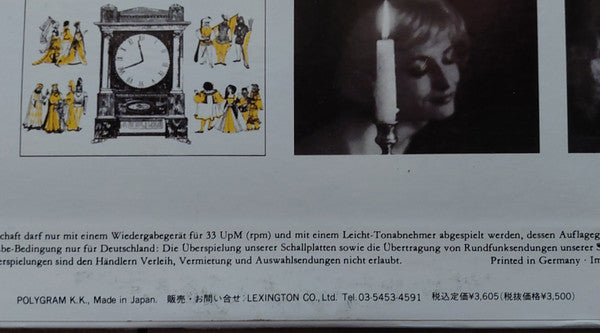 schaft darf nur mit einem Wiedergabegerät für 33 UpM (rpm) und mit einem Leicht-Tonabnehmer abgespielt werden, dessen Auflageg
be-Bedingung nur für Deutschland: Die Überspielung unserer Schallplatten sowie die Übertragung von Rundfunksendungen unserer S
erspielungen sind den Händlern Verleih, Vermietung und Auswahlsendungen nicht erlaubt. Printed in Germany · Im
POLYGRAM K.K., Made in Japan. 販売・お問い合せ：LEXINGTON CO., Ltd. Tel. 03-5453-4591 税込定価¥3,605(税抜価格¥3,500)